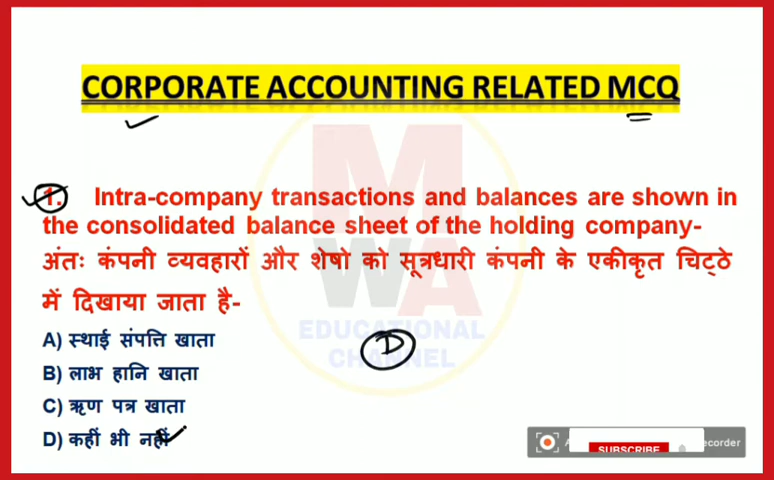 CORPORATE ACCOUNTING RELATED MCQ
1. Intra-company transactions and balances are shown in
the consolidated balance sheet of the holding company-
अंतः कंपनी व्यवहारों और शेषो को सूत्रधारी कंपनी के एकीकृत चिट्ठे
में दिखाया जाता है-
A) स्थाई संपत्ति खाता
B) लाभ हानि खाता
C) ऋण पत्र खाता
D) कहीं भी नहीं
D
MWA
EDUCATIONAL
CHANNEL
SUBSCRIBE